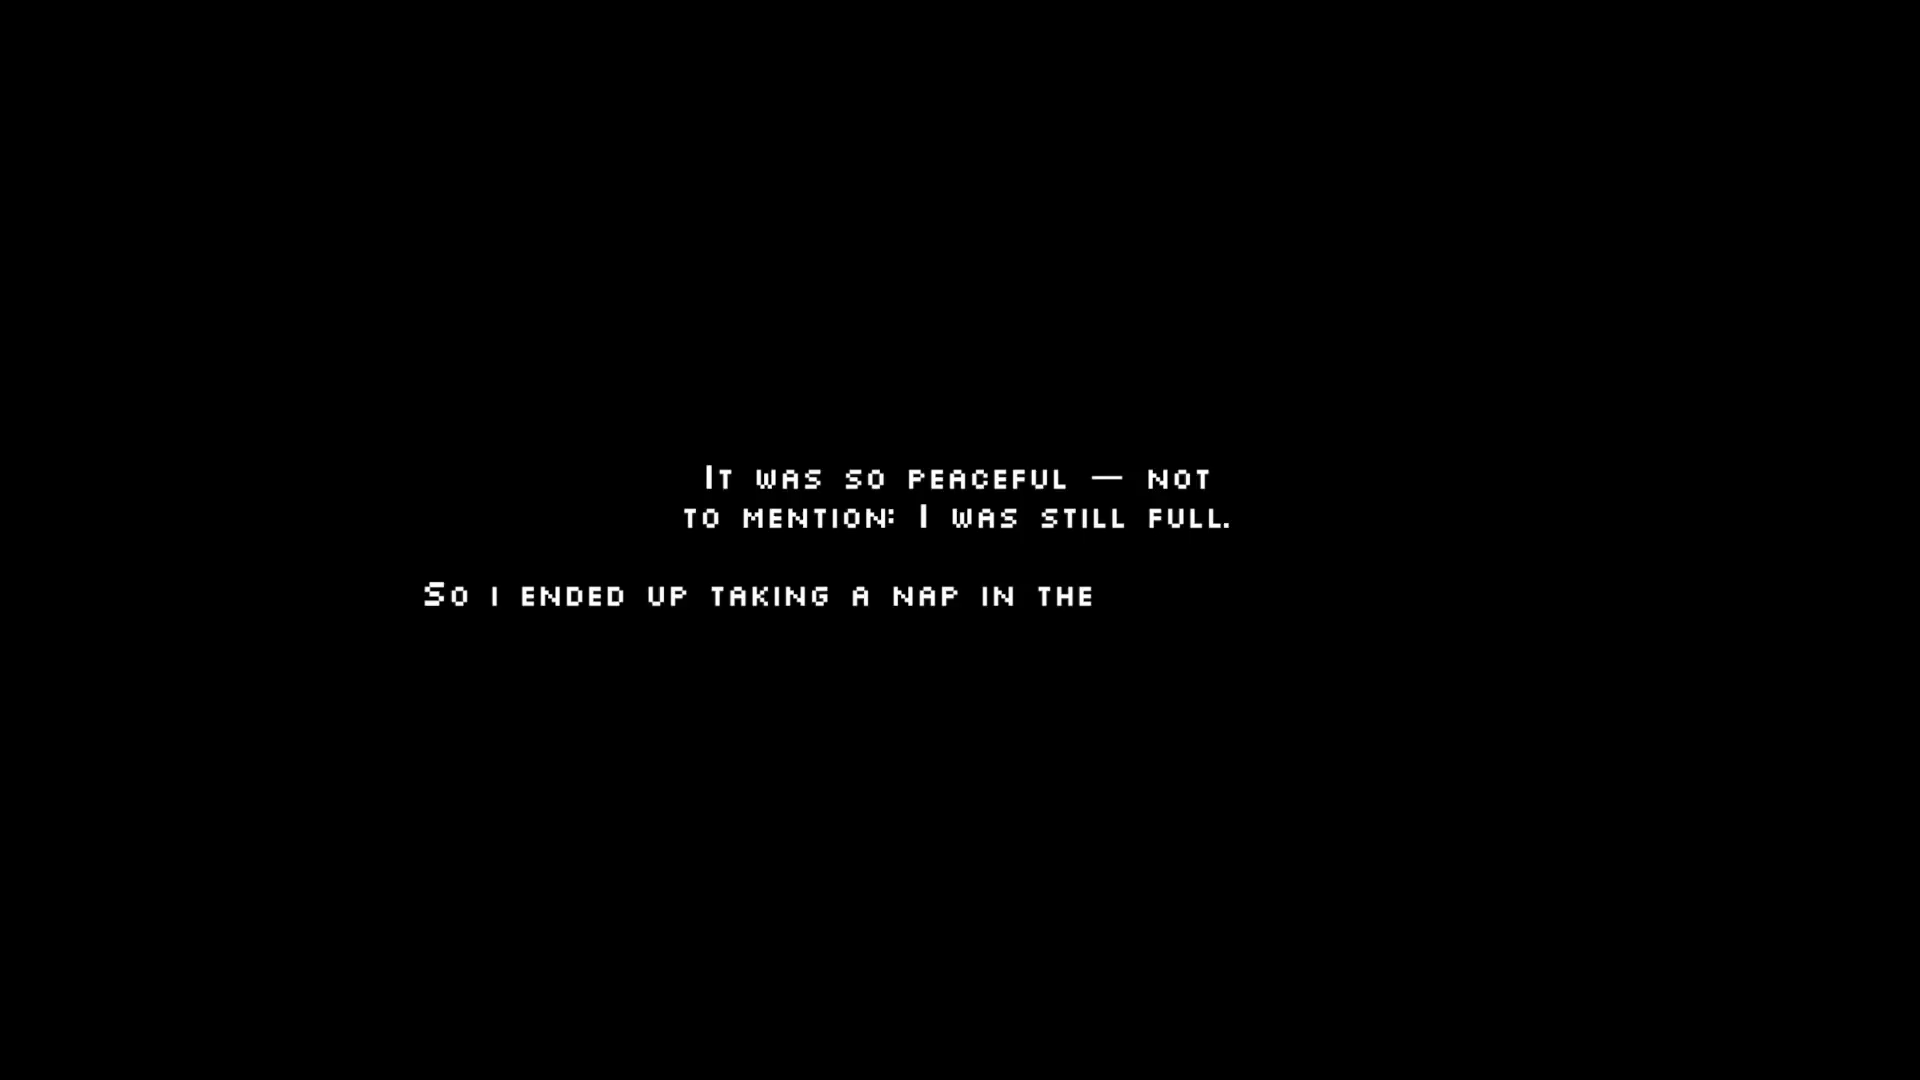 It was so peaceful — not
to mention: I was still full.
So i ended up taking a nap in the